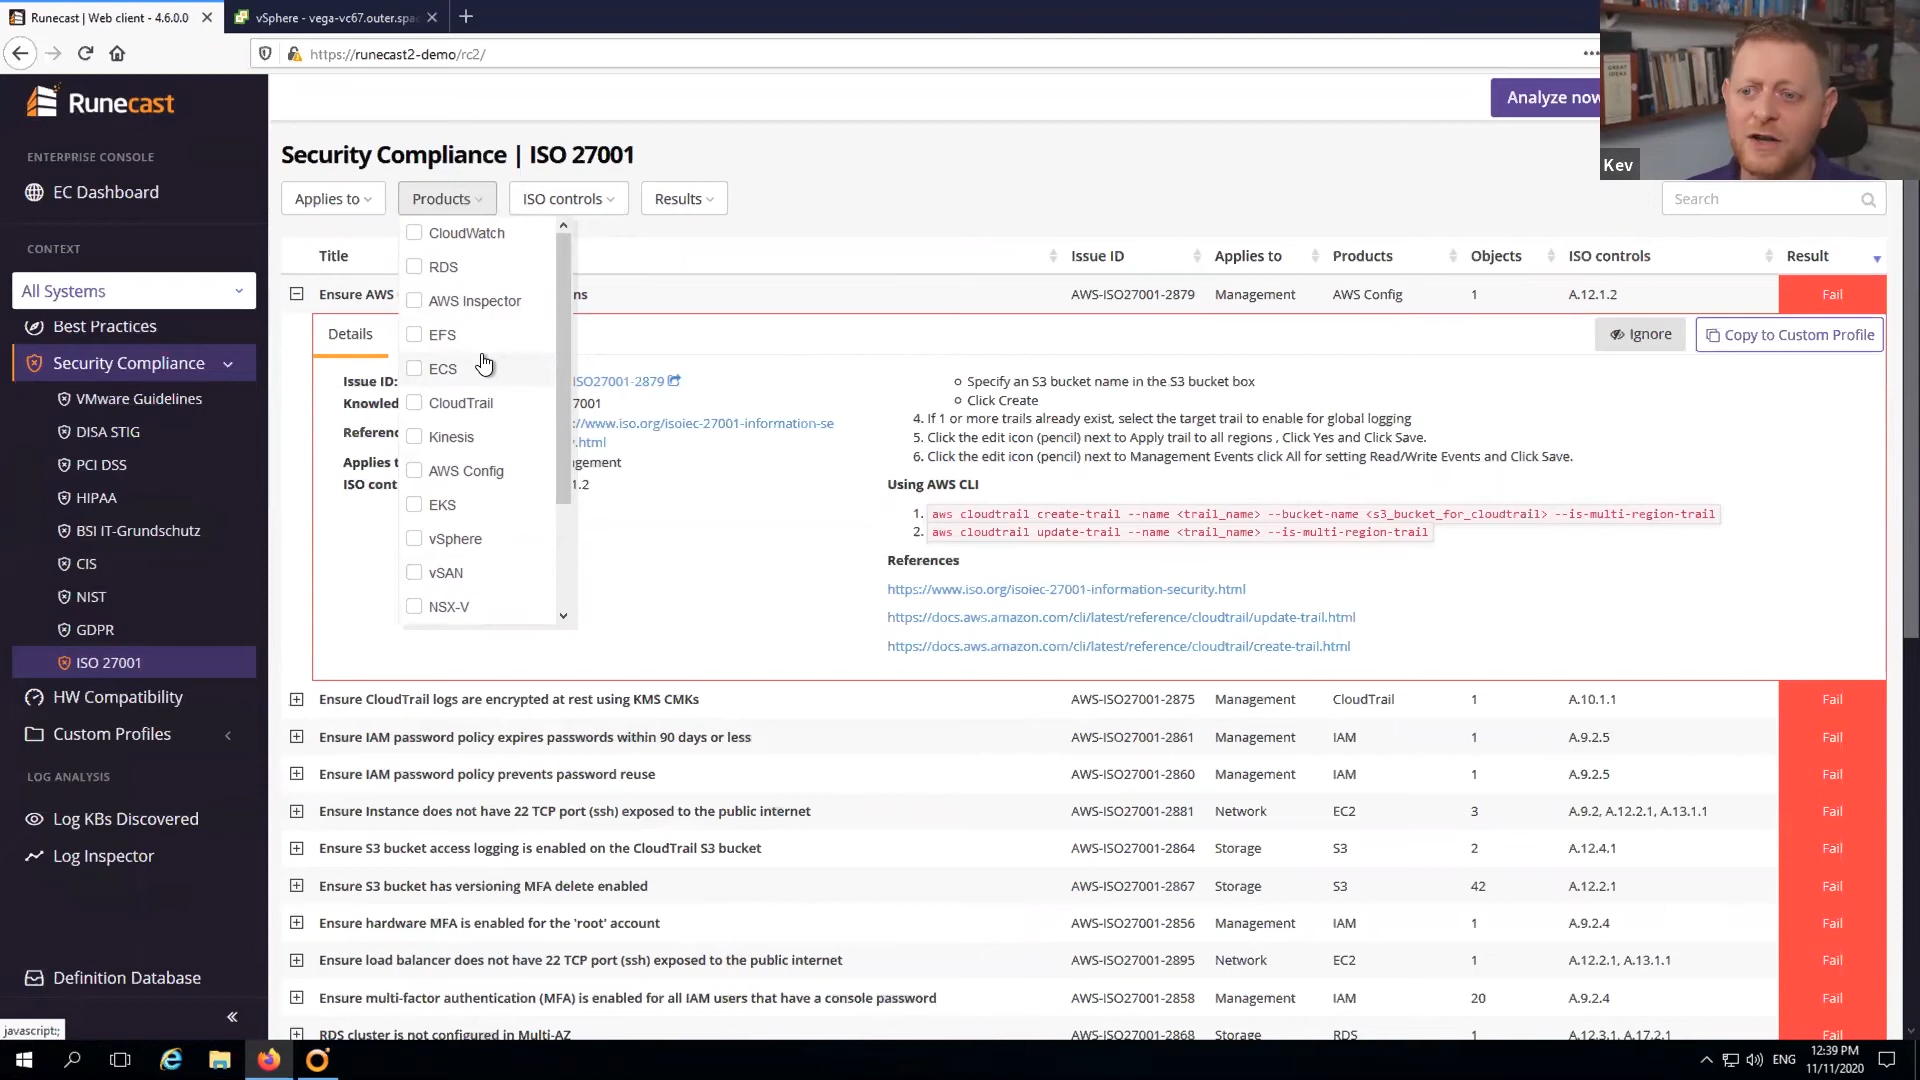 Runecast | Web client - 4.6.0.0
vSphere - vega-vc67.outer.spa
https://runecast2-demo/rc2/
Runecast
Analyze now
GREAT IDEAS
Kev
ENTERPRISE CONSOLE
EC Dashboard
CONTEXT
All Systems
Best Practices
Security Compliance
VMware Guidelines
DISA STIG
PCI DSS
HIPAA
BSI IT-Grundschutz
CIS
NIST
GDPR
ISO 27001
HW Compatibility
Custom Profiles
LOG ANALYSIS
Log KBs Discovered
Log Inspector
Definition Database
javascript:;
Security Compliance | ISO 27001
Applies to Products ISO controls Results Search
CloudWatch
RDS
AWS Inspector
EFS
ECS
CloudTrail
Kinesis
AWS Config
EKS
vSphere
vSAN
NSX-V
Title Issue ID Applies to Products Objects ISO controls Result
Ensure AWS ns AWS-ISO27001-2879 Management AWS Config 1 A.12.1.2 Fail
Details Ignore Copy to Custom Profile
Issue ID: ISO27001-2879
Knowled 7001
Referenc ://www.iso.org/isoiec-27001-information-se
ml.html
Applies t gement
ISO cont 1.2
Specify an S3 bucket name in the S3 bucket box
Click Create
4. If 1 or more trails already exist, select the target trail to enable for global logging
5. Click the edit icon (pencil) next to Apply trail to all regions , Click Yes and Click Save.
6. Click the edit icon (pencil) next to Management Events click All for setting Read/Write Events and Click Save.
Using AWS CLI
1. aws cloudtrail create-trail --name <trail_name> --bucket-name <s3_bucket_for_cloudtrail> --is-multi-region-trail
2. aws cloudtrail update-trail --name <trail_name> --is-multi-region-trail
References
https://www.iso.org/isoiec-27001-information-security.html
https://docs.aws.amazon.com/cli/latest/reference/cloudtrail/update-trail.html
https://docs.aws.amazon.com/cli/latest/reference/cloudtrail/create-trail.html
Ensure CloudTrail logs are encrypted at rest using KMS CMKs AWS-ISO27001-2875 Management CloudTrail 1 A.10.1.1 Fail
Ensure IAM password policy expires passwords within 90 days or less AWS-ISO27001-2861 Management IAM 1 A.9.2.5 Fail
Ensure IAM password policy prevents password reuse AWS-ISO27001-2860 Management IAM 1 A.9.2.5 Fail
Ensure Instance does not have 22 TCP port (ssh) exposed to the public internet AWS-ISO27001-2881 Network EC2 3 A.9.2, A.12.2.1, A.13.1.1 Fail
Ensure S3 bucket access logging is enabled on the CloudTrail S3 bucket AWS-ISO27001-2864 Storage S3 2 A.12.4.1 Fail
Ensure S3 bucket has versioning MFA delete enabled AWS-ISO27001-2867 Storage S3 42 A.12.2.1 Fail
Ensure hardware MFA is enabled for the 'root' account AWS-ISO27001-2856 Management IAM 1 A.9.2.4 Fail
Ensure load balancer does not have 22 TCP port (ssh) exposed to the public internet AWS-ISO27001-2895 Network EC2 1 A.12.2.1, A.13.1.1 Fail
Ensure multi-factor authentication (MFA) is enabled for all IAM users that have a console password AWS-ISO27001-2858 Management IAM 20 A.9.2.4 Fail
RDS cluster is not configured in Multi-AZ AWS-ISO27001-2868 Storage RDS 1 A.12.3.1, A.17.2.1 Fail
ENG
12:39 PM
11/11/2020